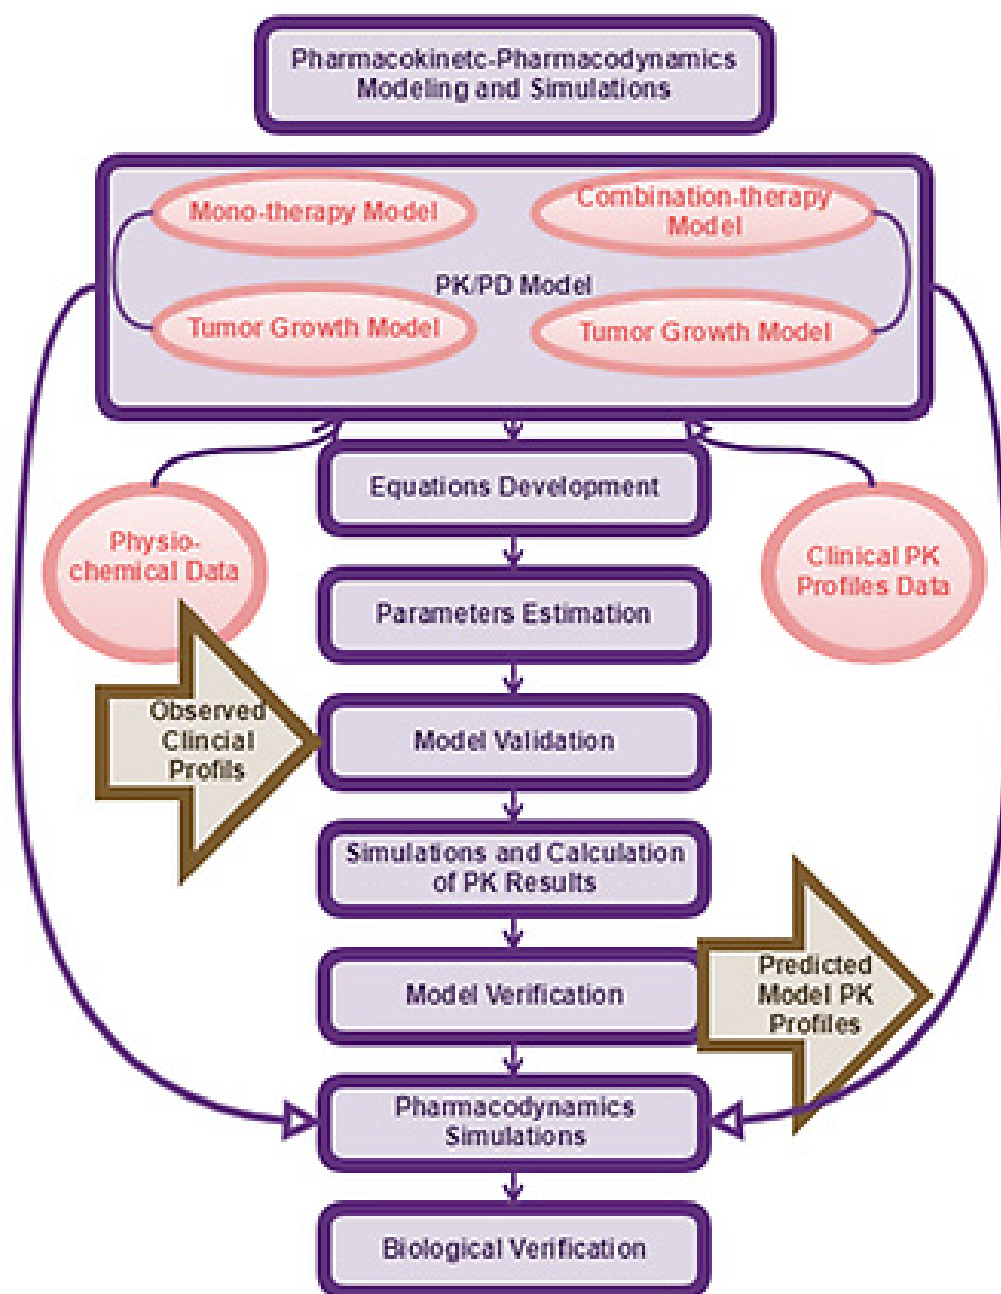 Pharmacokinetc-Pharmacodynamics
Modeling and Simulations
Mono-therapy Model
Combination-therapy
Model
PK/PD Model
Tumor Growth Model
Tumor Growth Model
Equations Development
Physio-
chemical Data
Clinical PK
Profiles Data
Parameters Estimation
Observed
Clincial
Profils
Model Validation
Simulations and Calculation
of PK Results
Model Verification
Predicted
Model PK
Profiles
Pharmacodynamics
Simulations
Biological Verification